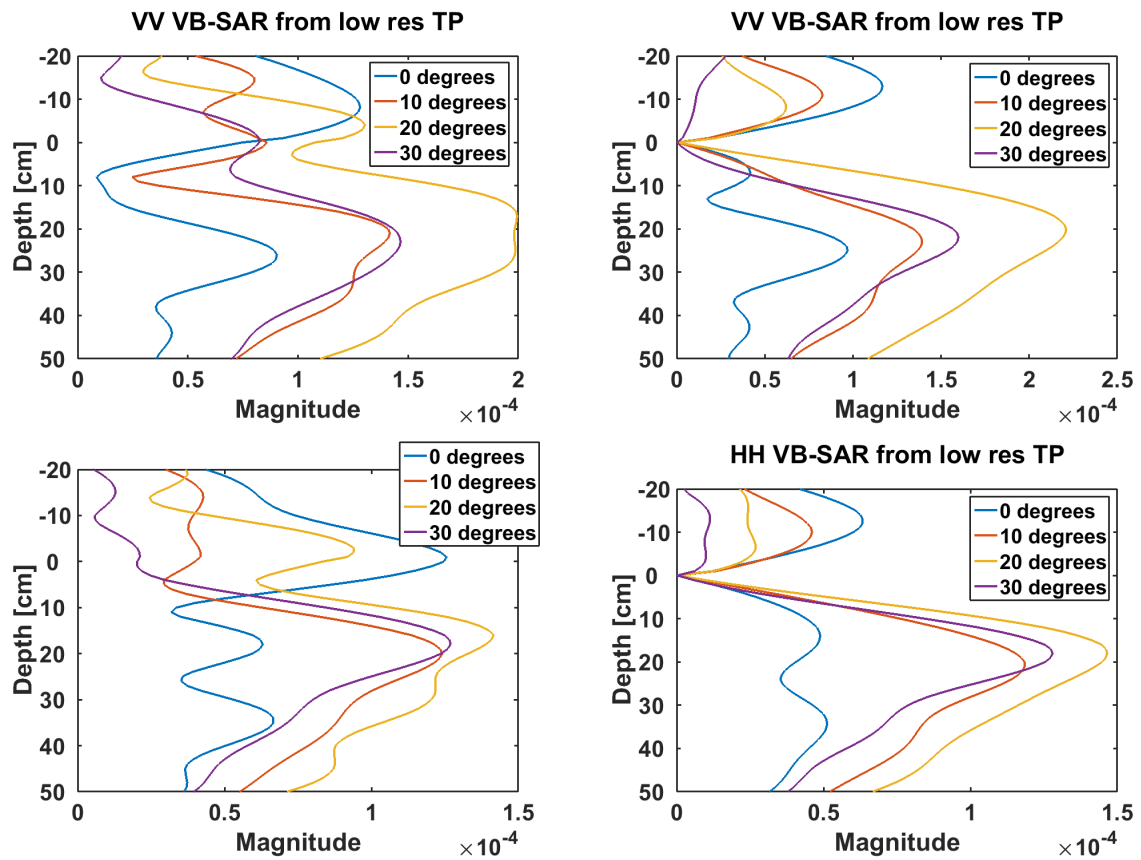 VV VB-SAR from low res TP
-20
-10
0
10
20
30
40
50
Depth [cm]
0 degrees
10 degrees
20 degrees
30 degrees
0
0.5
1
1.5
2
Magnitude
×10-4
VV VB-SAR from low res TP
-20
-10
0
10
20
30
40
50
Depth [cm]
0 degrees
10 degrees
20 degrees
30 degrees
0
0.5
1
1.5
2
2.5
Magnitude
×10-4
-20
-10
0
10
20
30
40
50
Depth [cm]
0 degrees
10 degrees
20 degrees
30 degrees
0
0.5
1
1.5
Magnitude
×10-4
HH VB-SAR from low res TP
-20
-10
0
10
20
30
40
50
Depth [cm]
0 degrees
10 degrees
20 degrees
30 degrees
0
0.5
1
1.5
Magnitude
×10-4